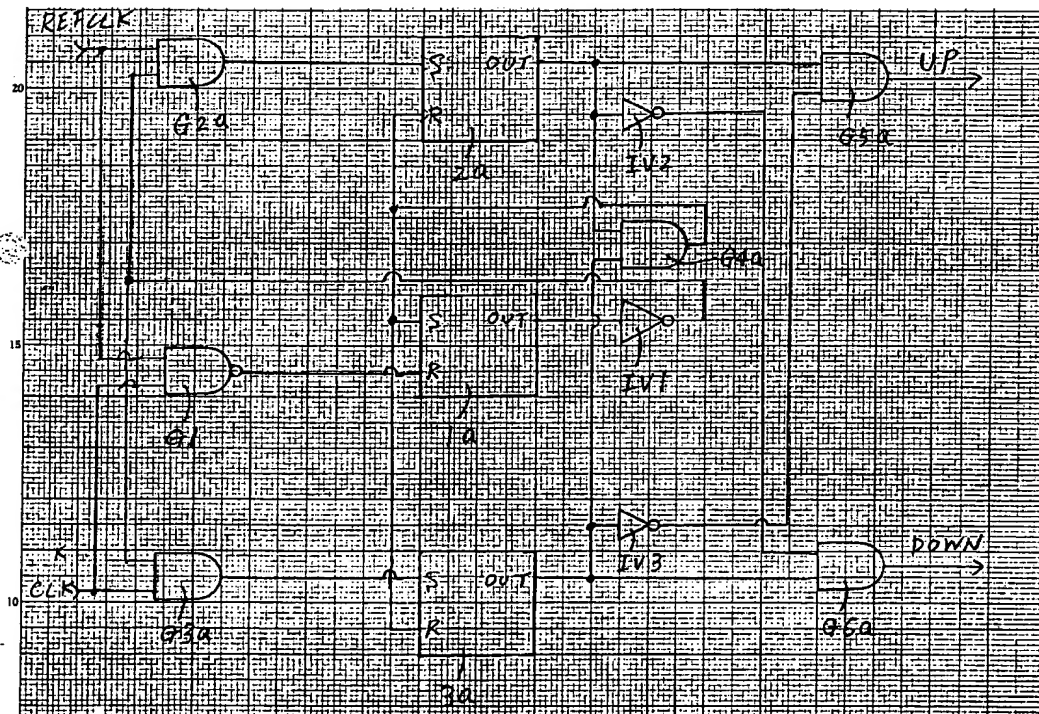 REFCLK
S OUT
UP
20
R
G2a
G5a
2a
IV2
G4a
S OUT
15
R
IV1
G1
1a
K
IV3
DOWN
CLK
S OUT
10
R
G3a
G6a
3a